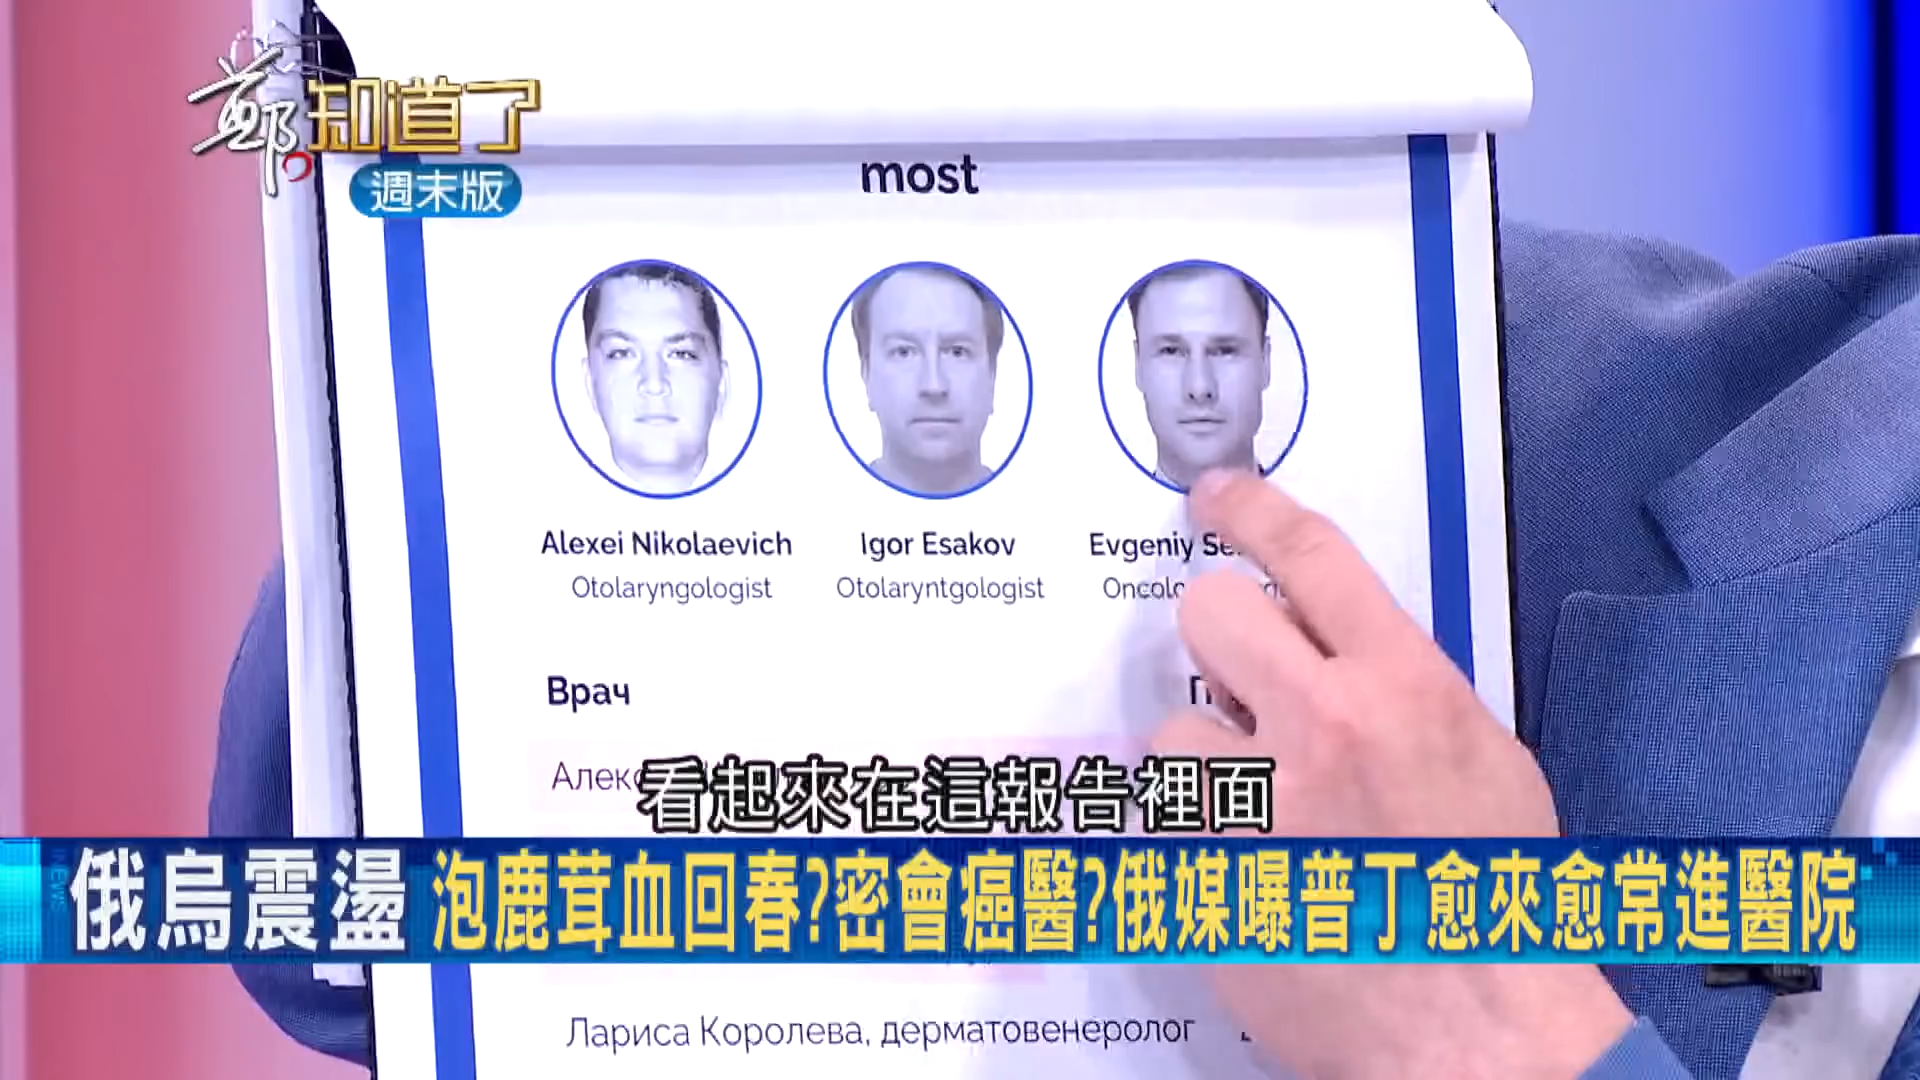 鄭知道了
週末版
most
Alexei Nikolaevich
Igor Esakov
Evgeniy
Otolaryngologist
Otolaryntgologist
Врач
看起來在這報告裡面
俄烏震盪 泡鹿茸血回春?密會癌醫?俄媒曝普丁愈來愈常進醫院
Лариса Королева, дерматовенеролог